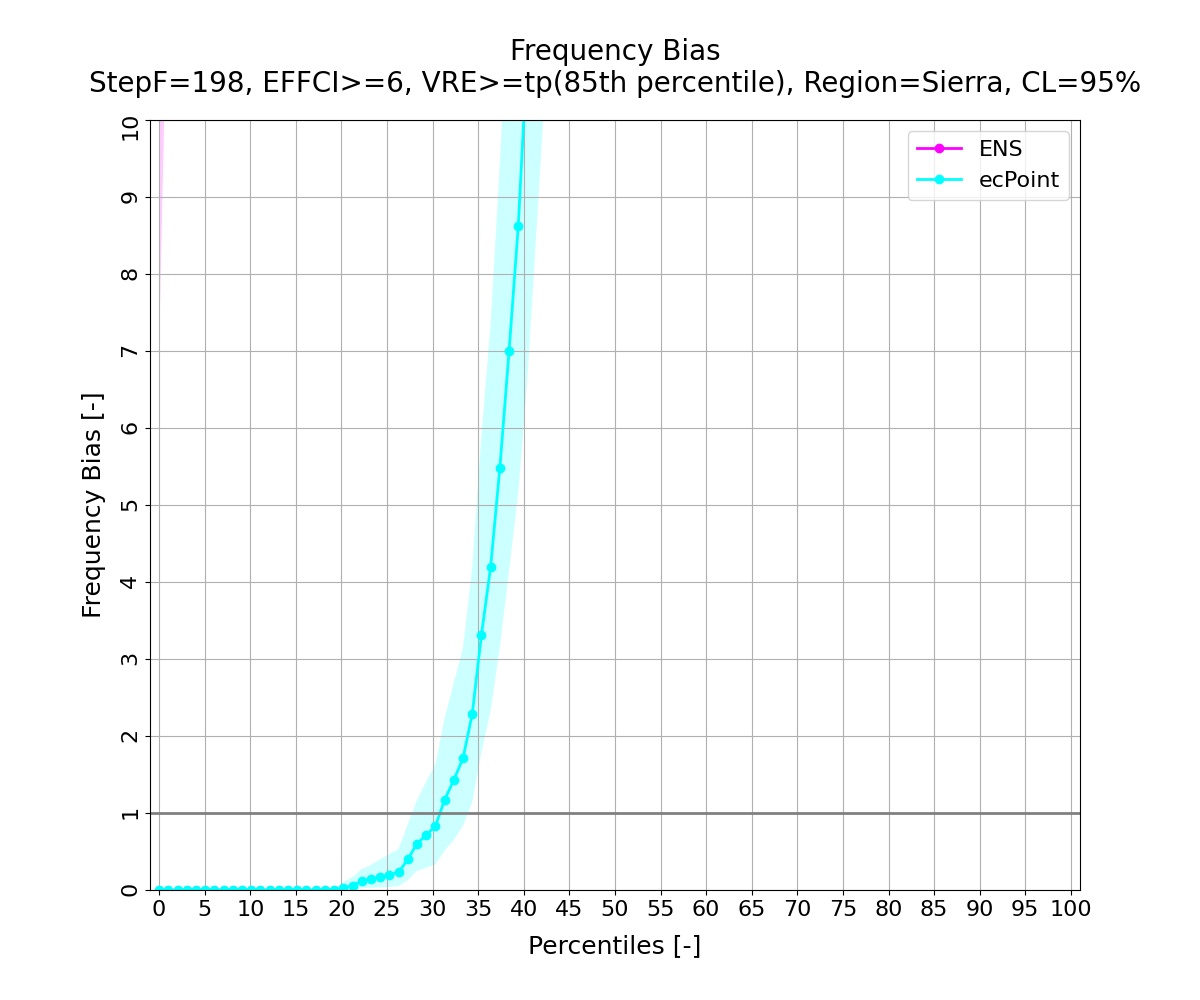 Frequency Bias
StepF=198, EFFCI>=6, VRE>=tp(85th percentile), Region=Sierra, CL=95%
ENS
ecPoint
Frequency Bias [-]
10
9
8
7
6
5
4
3
2
1
0
0 5 10 15 20 25 30 35 40 45 50 55 60 65 70 75 80 85 90 95 100
Percentiles [-]